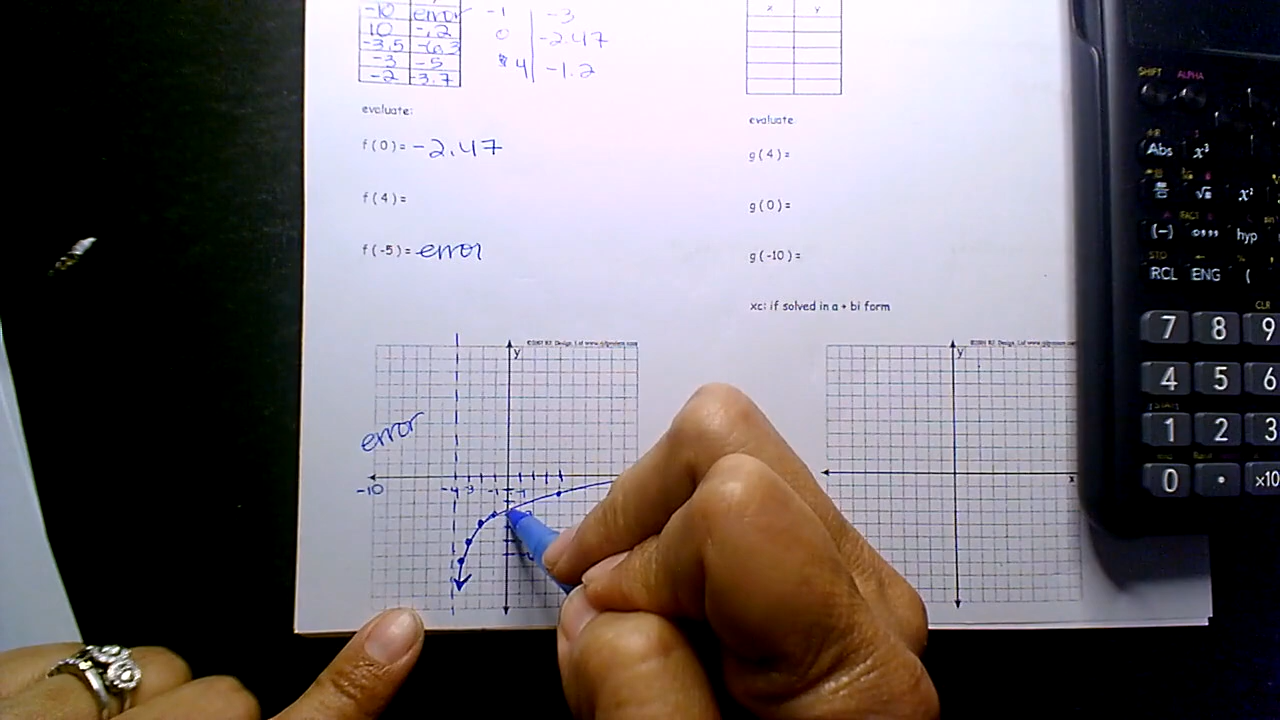 -10 error -1 -3
10 -.2 0 -2.47
-3.5 -6.3 4 -1.2
-3 -5
-2 -3.7
x y
evaluate:
f(0) = -2.47
f(4) =
f(-5) = error
evaluate
g(4) =
g(0) =
g(-10) =
xc: if solved in a + bi form
y
error
-10 -4 -3 -1
y
x
SHIFT ALPHA
Abs x³
√ x²
(-) hyp
STO
RCL ENG (
CLR
7 8 9
4 5 6
1 2 3
0 . ×10